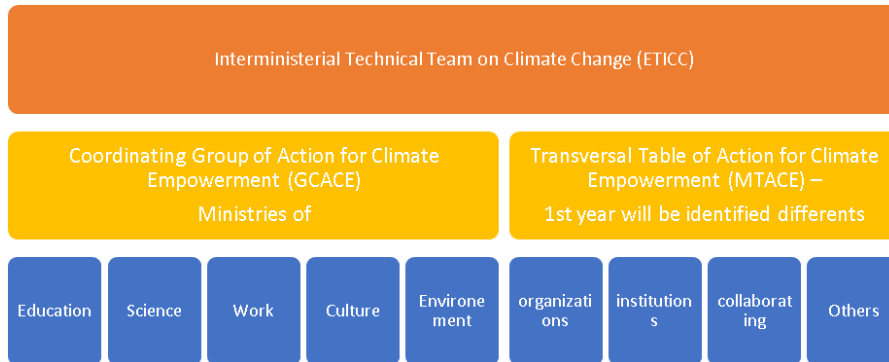 Interministerial Technical Team on Climate Change (ETICC)
Coordinating Group of Action for Climate
Empowerment (GCACE)
Ministries of
Transversal Table of Action for Climate
Empowerment (MTACE) –
1st year will be identified differents
Education
Science
Work
Culture
Environe
ment
organizati
ons
institution
s
collaborat
ing
Others